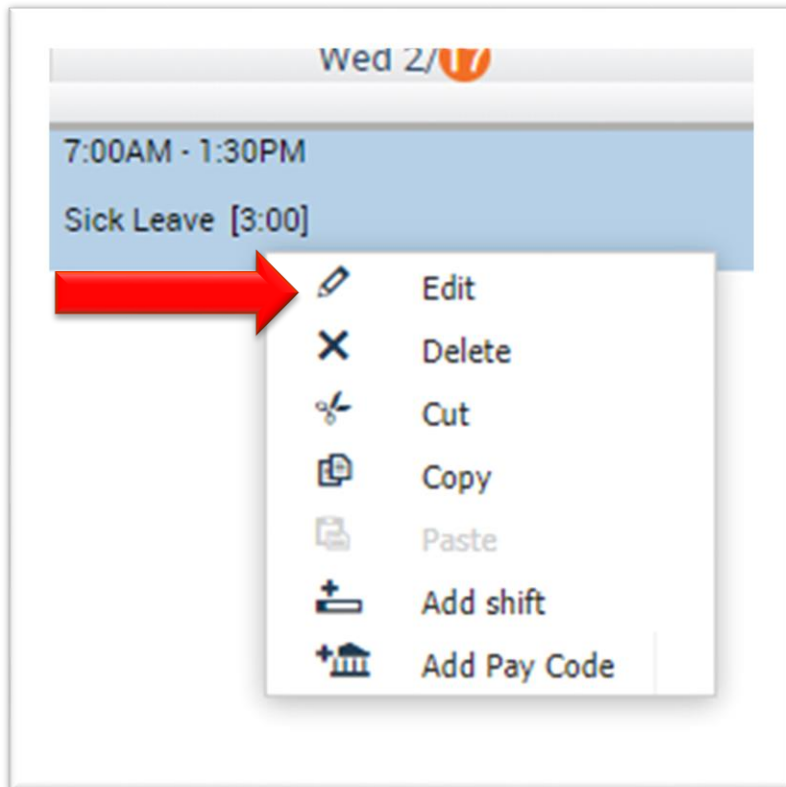 Wed 2/17
7:00AM - 1:30PM
Sick Leave [3:00]
Edit
Delete
Cut
Copy
Paste
Add shift
Add Pay Code